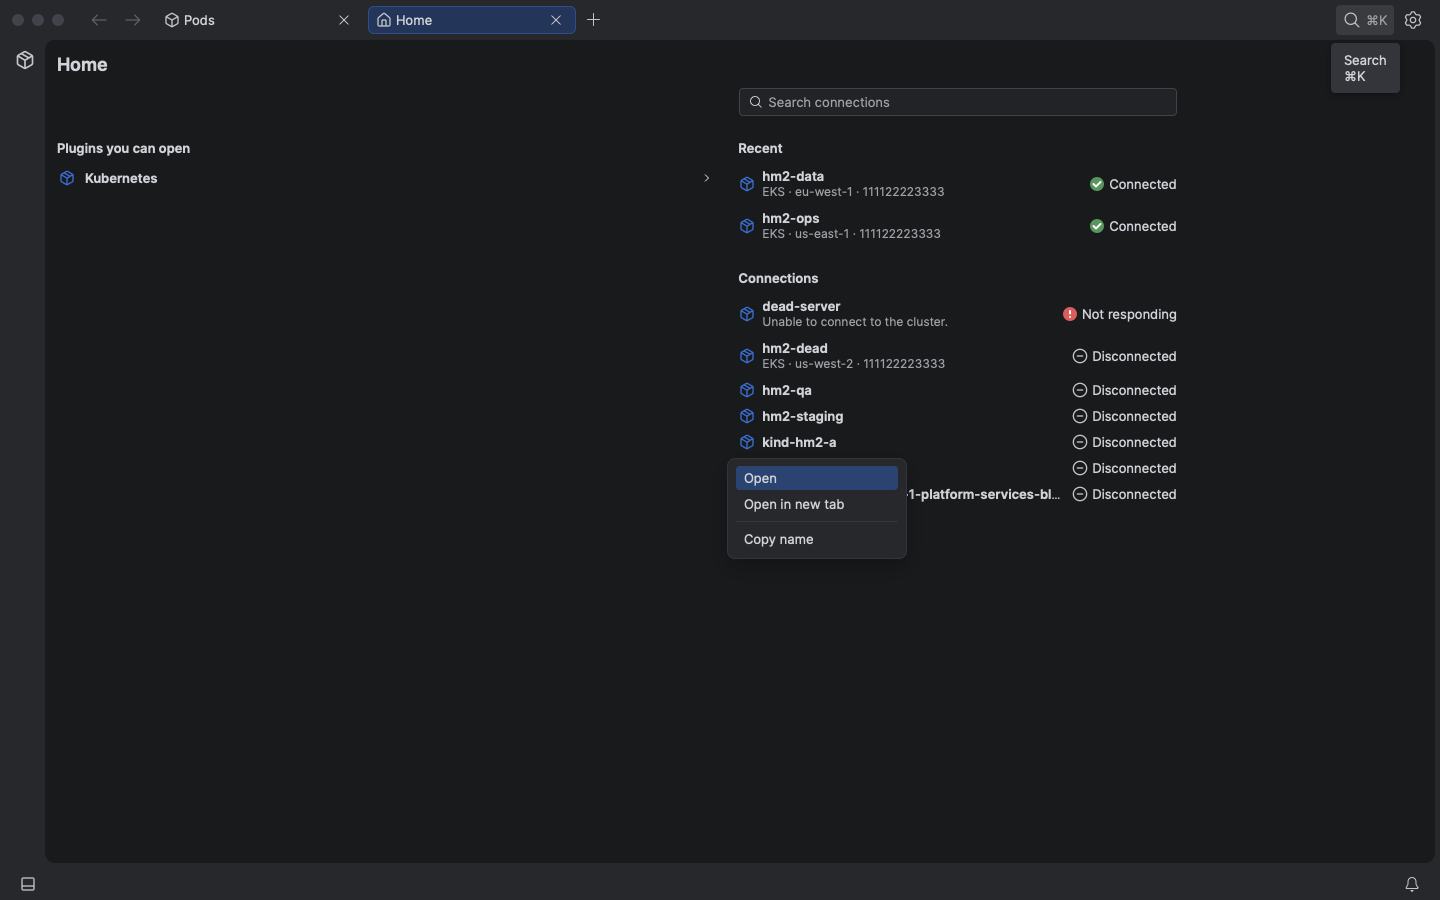 Pods
Home
⌘K
Search
⌘K
Home
Search connections
Plugins you can open
Kubernetes
Recent
hm2-data
EKS · eu-west-1 · 111122223333
Connected
hm2-ops
EKS · us-east-1 · 111122223333
Connected
Connections
dead-server
Unable to connect to the cluster.
Not responding
hm2-dead
EKS · us-west-2 · 111122223333
Disconnected
hm2-qa
Disconnected
hm2-staging
Disconnected
kind-hm2-a
Disconnected
Disconnected
-1-platform-services-bl...
Disconnected
Open
Open in new tab
Copy name